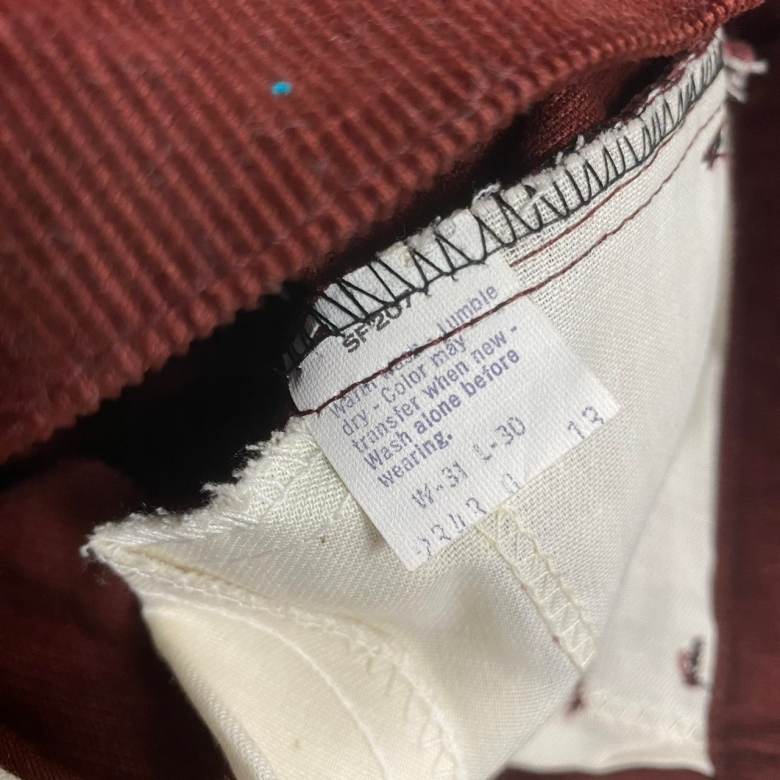 SF207
Warm wash - tumble
dry - Color may
transfer when new -
Wash alone before
wearing.
W-31 L-30 13